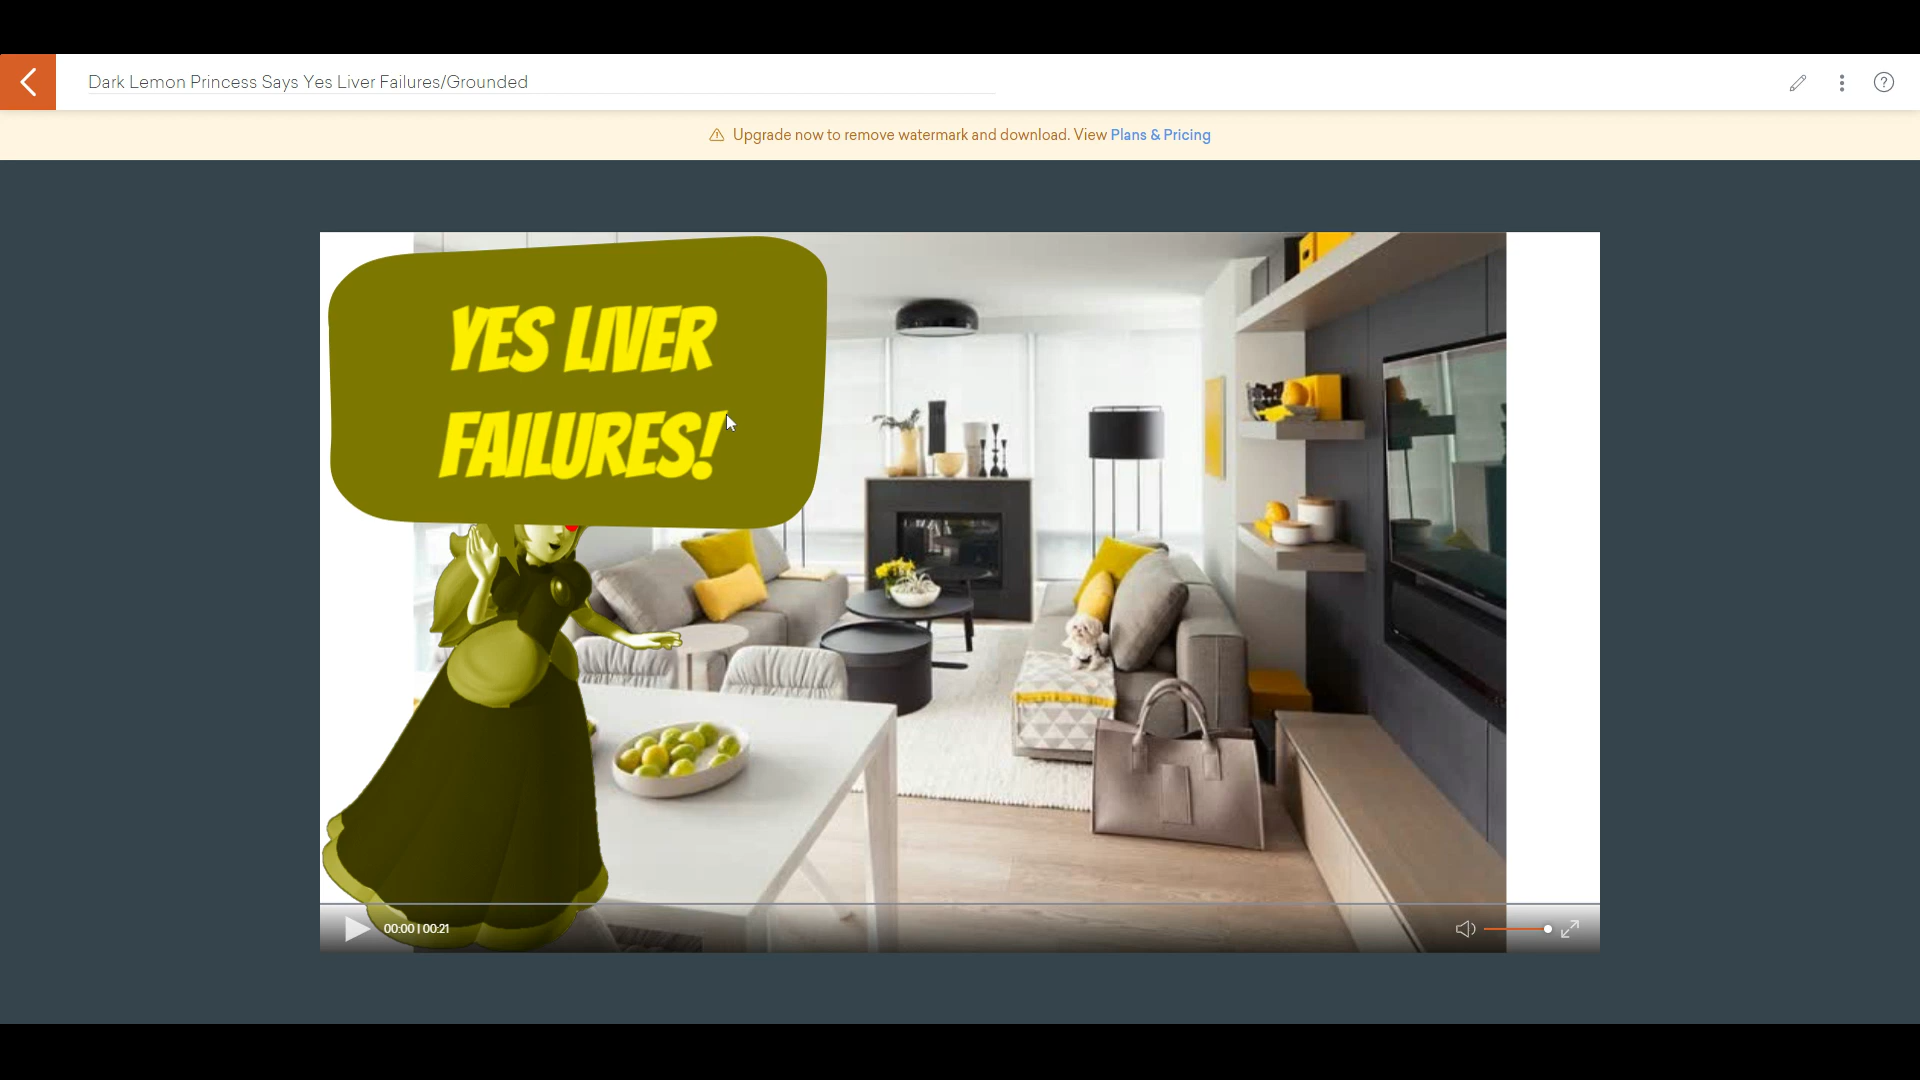 Dark Lemon Princess Says Yes Liver Failures/Grounded
Upgrade now to remove watermark and download. View Plans & Pricing
YES LIVER
FAILURES!
00:00 | 00:21